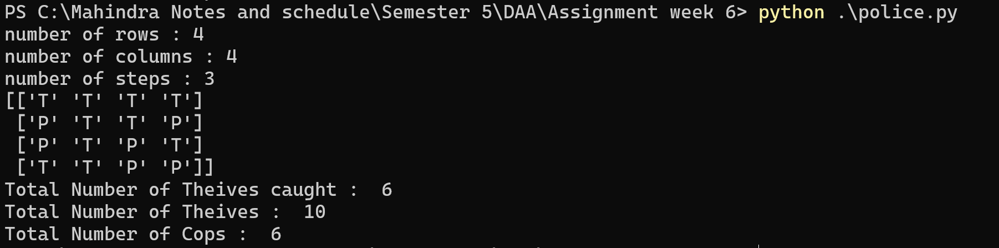 PS C:\Mahindra Notes and schedule\Semester 5\DAA\Assignment week 6> python .\police.py
number of rows : 4
number of columns : 4
number of steps : 3
[['T' 'T' 'T' 'T']
 ['P' 'T' 'T' 'P']
 ['P' 'T' 'P' 'T']
 ['T' 'T' 'P' 'P']]
Total Number of Theives caught :  6
Total Number of Theives :  10
Total Number of Cops :  6